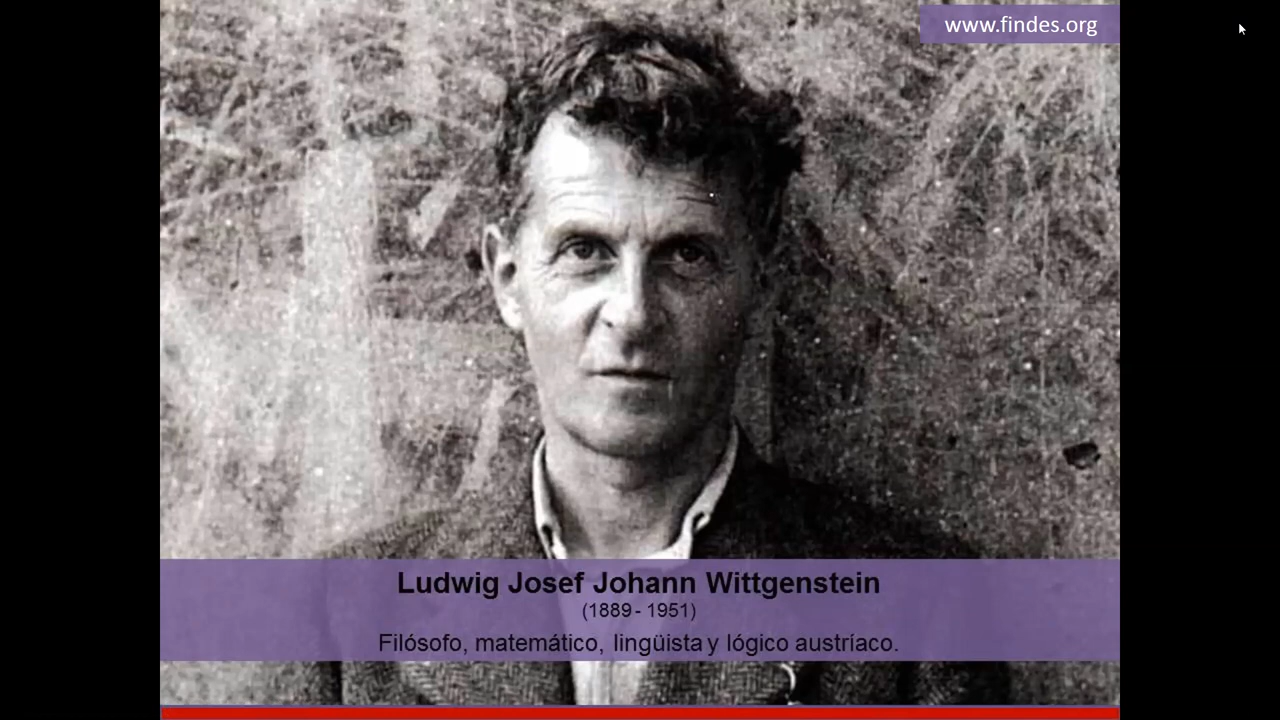 www.findes.org
Ludwig Josef Johann Wittgenstein
(1889 - 1951)
Filósofo, matemático, lingüista y lógico austríaco.